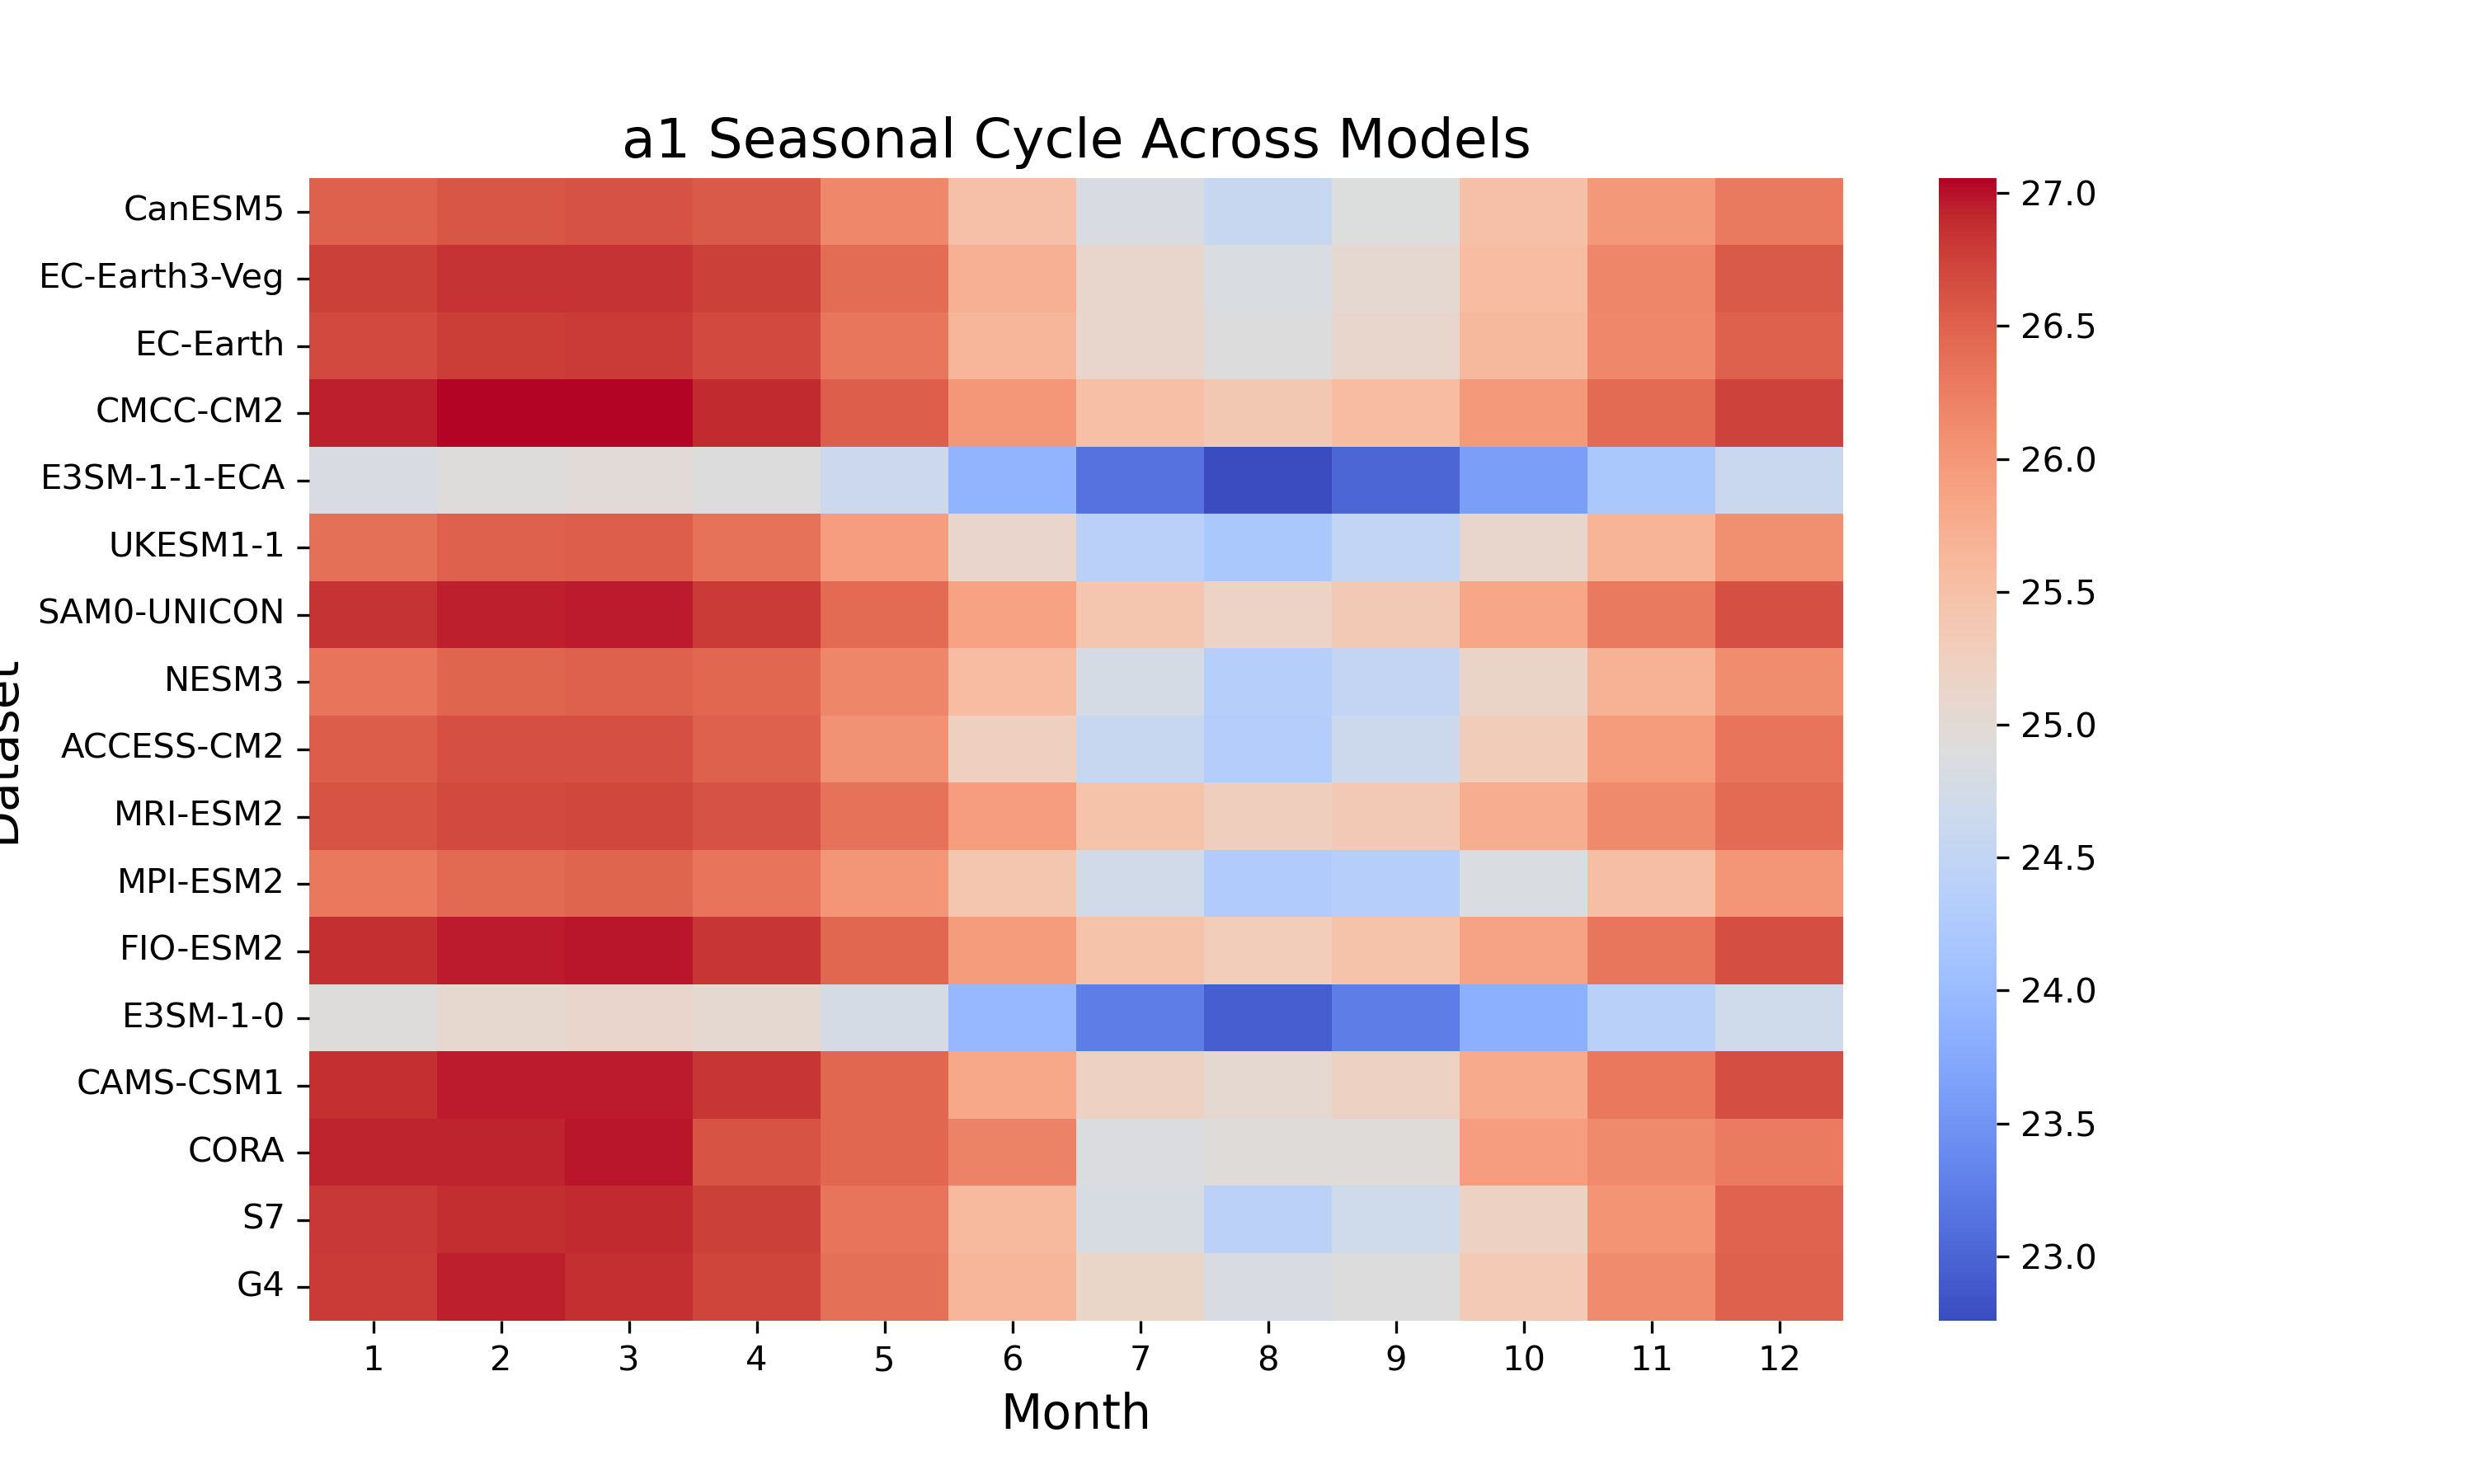 a1 Seasonal Cycle Across Models
CanESM5
EC-Earth3-Veg
EC-Earth
CMCC-CM2
E3SM-1-1-ECA
UKESM1-1
SAM0-UNICON
NESM3
ACCESS-CM2
MRI-ESM2
MPI-ESM2
FIO-ESM2
E3SM-1-0
CAMS-CSM1
CORA
S7
G4
Dataset
1 2 3 4 5 6 7 8 9 10 11 12
Month
27.0
26.5
26.0
25.5
25.0
24.5
24.0
23.5
23.0